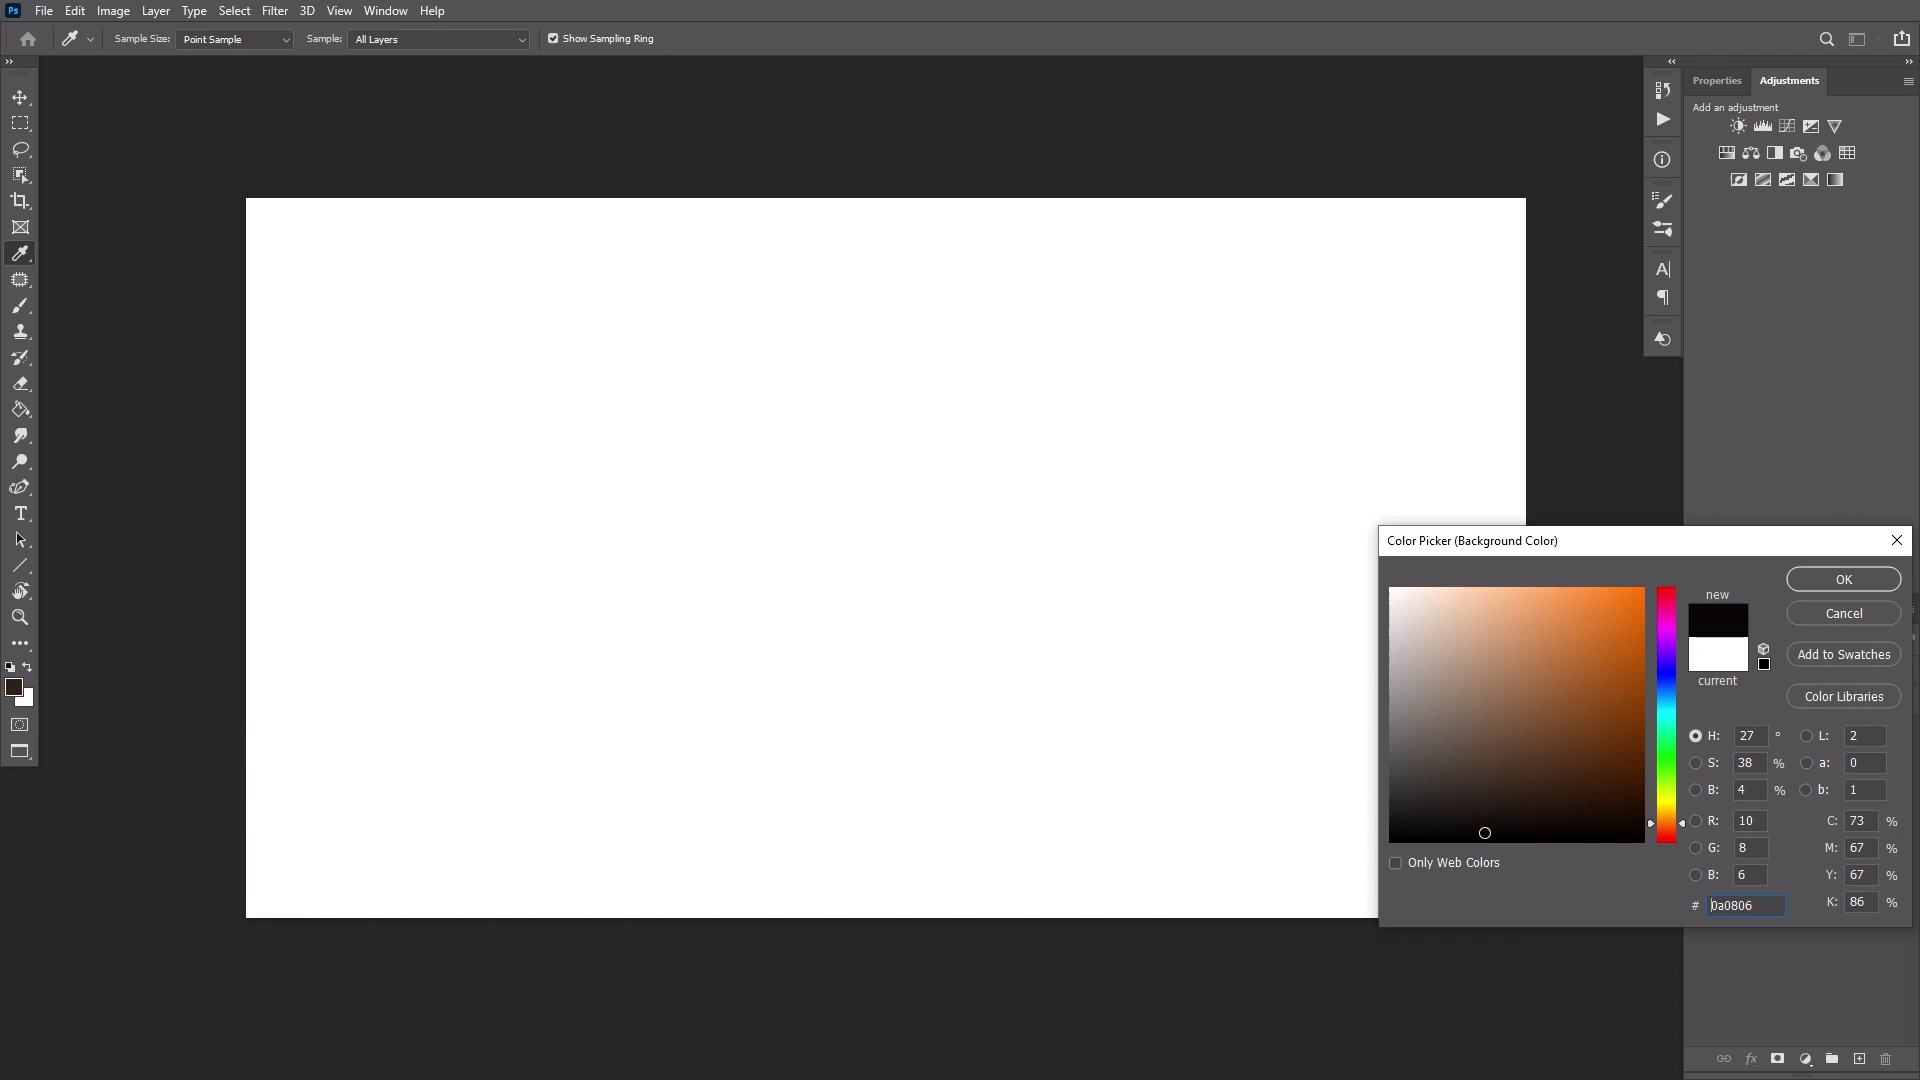 Ps File Edit Image Layer Type Select Filter 3D View Window Help
Sample Size: Point Sample Sample: All Layers Show Sampling Ring
Properties Adjustments
Add an adjustment
Color Picker (Background Color)
OK
new
Cancel
Add to Swatches
current
Color Libraries
H: 27 ° L: 2
S: 38 % a: 0
B: 4 % b: 1
R: 10 C: 73 %
G: 8 M: 67 %
Only Web Colors
B: 6 Y: 67 %
# 0a0806 K: 86 %
fx